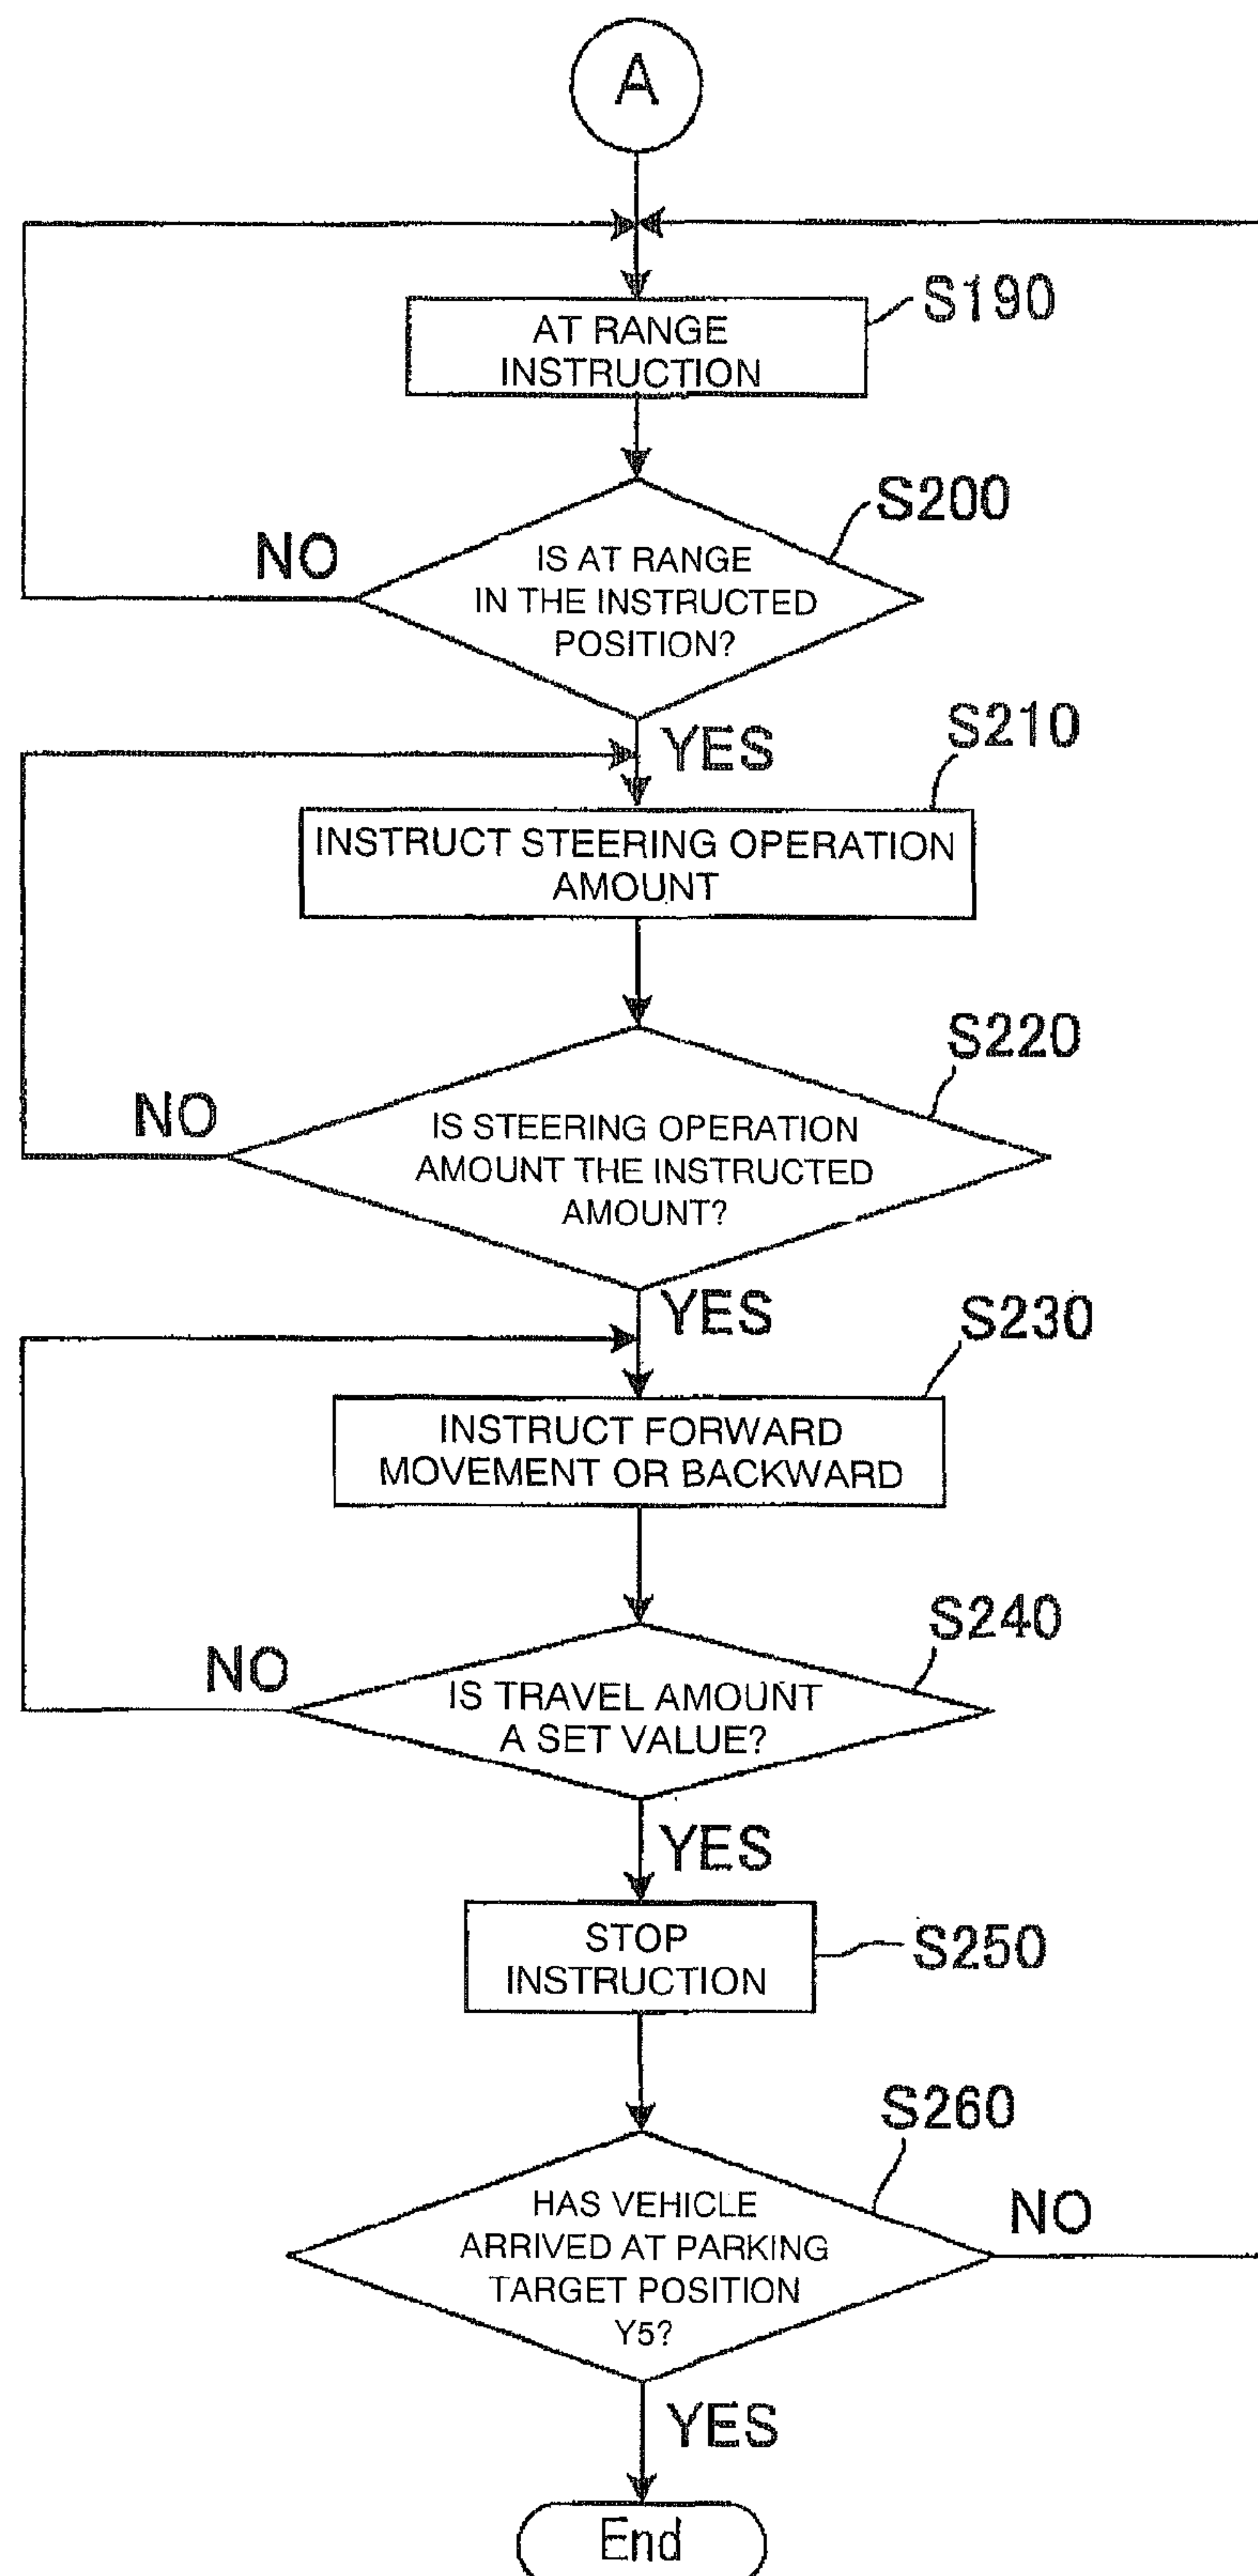 A
S190
AT RANGE
INSTRUCTION
S200
NO
IS AT RANGE
IN THE INSTRUCTED
POSITION?
YES
S210
INSTRUCT STEERING OPERATION
AMOUNT
S220
NO
IS STEERING OPERATION
AMOUNT THE INSTRUCTED
AMOUNT?
YES
S230
INSTRUCT FORWARD
MOVEMENT OR BACKWARD
S240
NO
IS TRAVEL AMOUNT
A SET VALUE?
YES
STOP
INSTRUCTION
S250
S260
HAS VEHICLE
ARRIVED AT PARKING
TARGET POSITION
Y5?
NO
YES
End